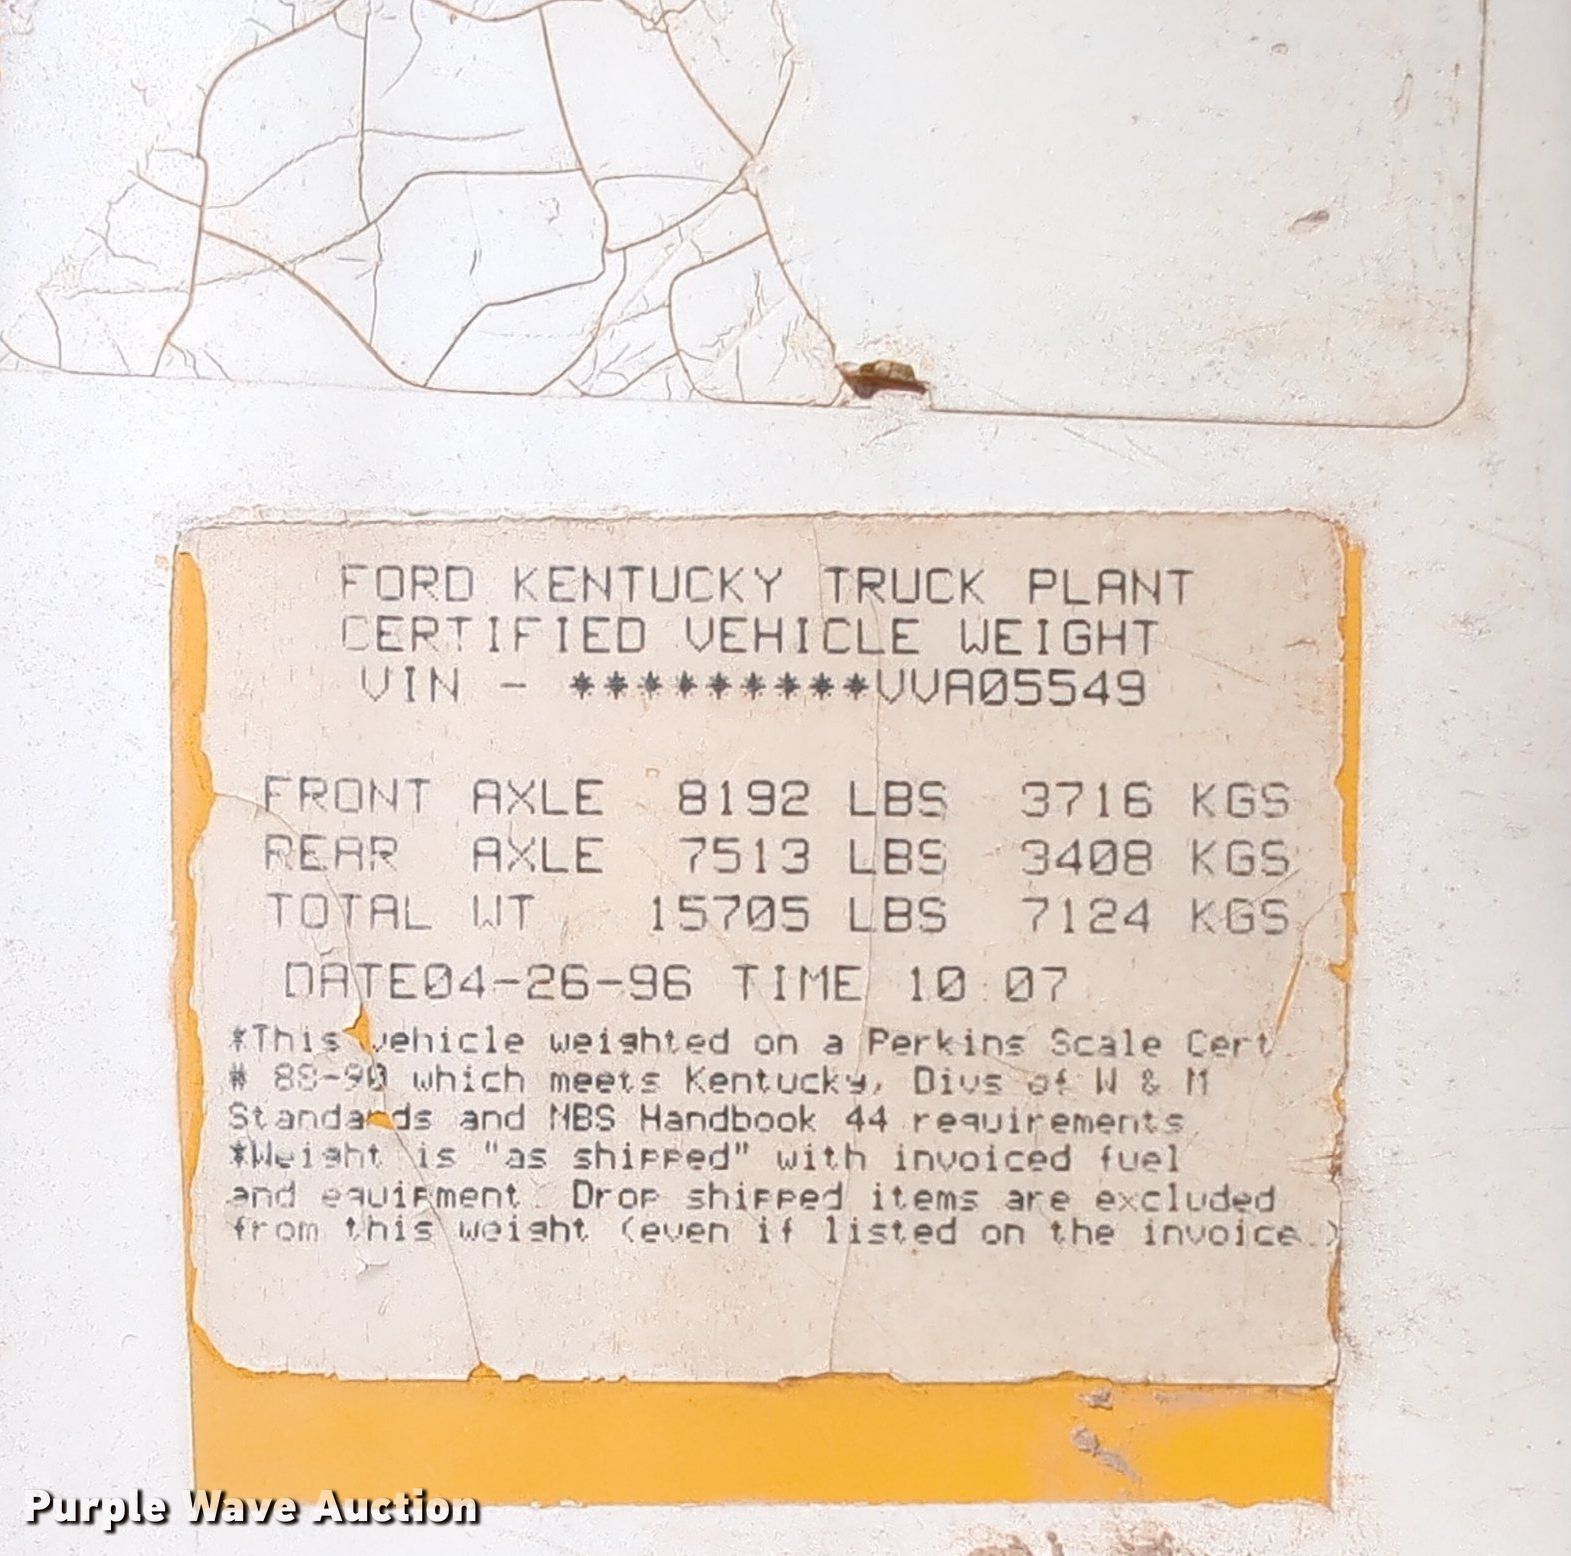 FORD KENTUCKY TRUCK PLANT
CERTIFIED VEHICLE WEIGHT
VIN - *********VVA05549
FRONT AXLE 8192 LBS 3716 KGS
REAR AXLE 7513 LBS 3408 KGS
TOTAL WT 15705 LBS 7124 KGS
DATE04-26-96 TIME 10:07
*This vehicle weighted on a Perkins Scale Cert
# 88-90 which meets Kentucky, Divs of W & M
Standards and NBS Handbook 44 requirements
*Weight is "as shipped" with invoiced fuel
and equipment. Drop shipped items are excluded
from this weight (even if listed on the invoice.)
Purple Wave Auction